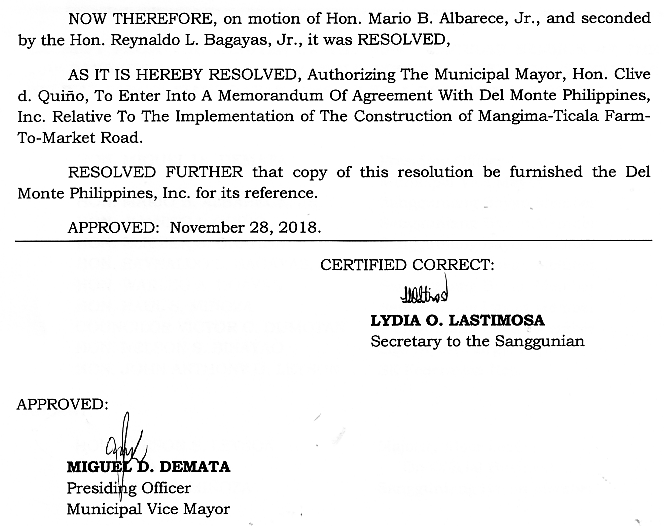 NOW THEREFORE, on motion of Hon. Mario B. Albarece, Jr., and seconded
by the Hon. Reynaldo L. Bagayas, Jr., it was RESOLVED,
AS IT IS HEREBY RESOLVED, Authorizing The Municipal Mayor, Hon. Clive
d. Quiño, To Enter Into A Memorandum Of Agreement With Del Monte Philippines,
Inc. Relative To The Implementation of The Construction of Mangima-Ticala Farm-
To-Market Road.
RESOLVED FURTHER that copy of this resolution be furnished the Del
Monte Philippines, Inc. for its reference.
APPROVED: November 28, 2018.
CERTIFIED CORRECT:
LYDIA O. LASTIMOSA
Secretary to the Sanggunian
APPROVED:
MIGUEL D. DEMATA
Presiding Officer
Municipal Vice Mayor